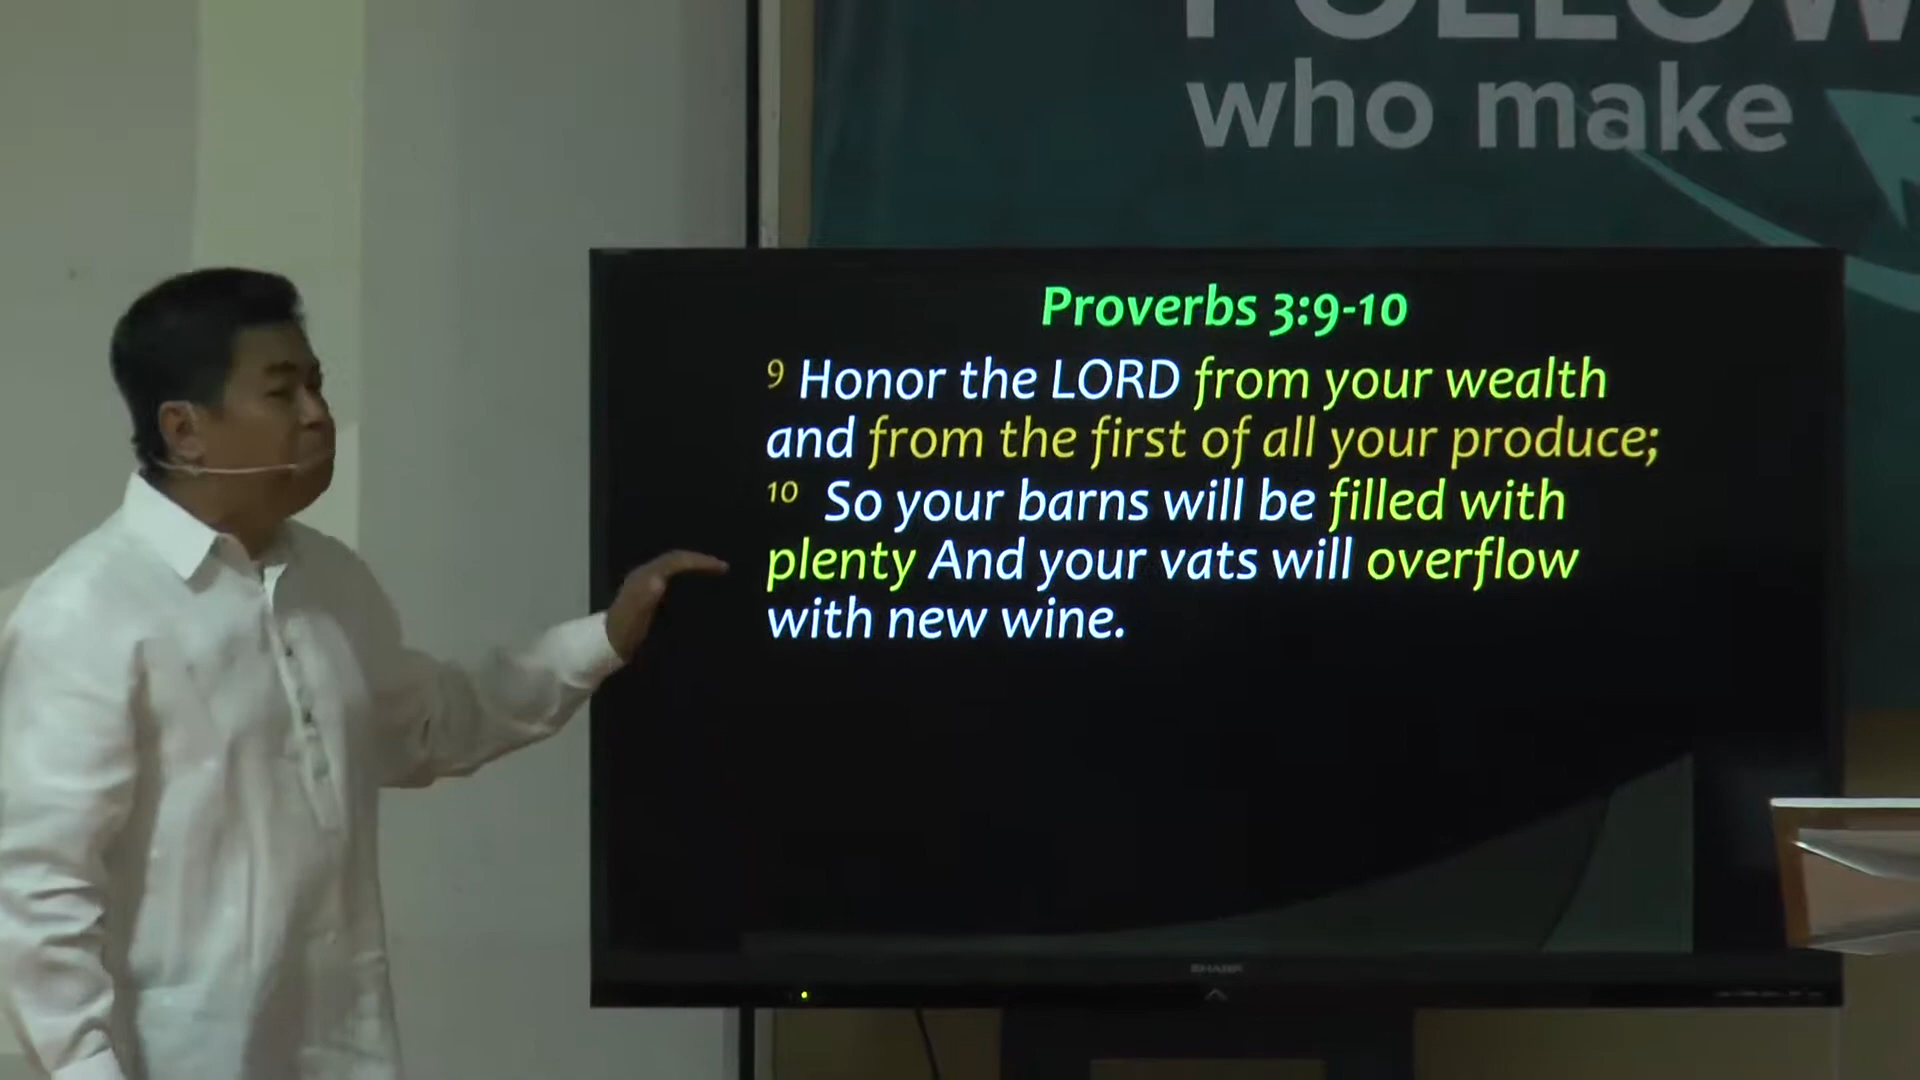 FOLLOW
who make
Proverbs 3:9-10
9 Honor the LORD from your wealth
and from the first of all your produce;
10 So your barns will be filled with
plenty And your vats will overflow
with new wine.
SHARP